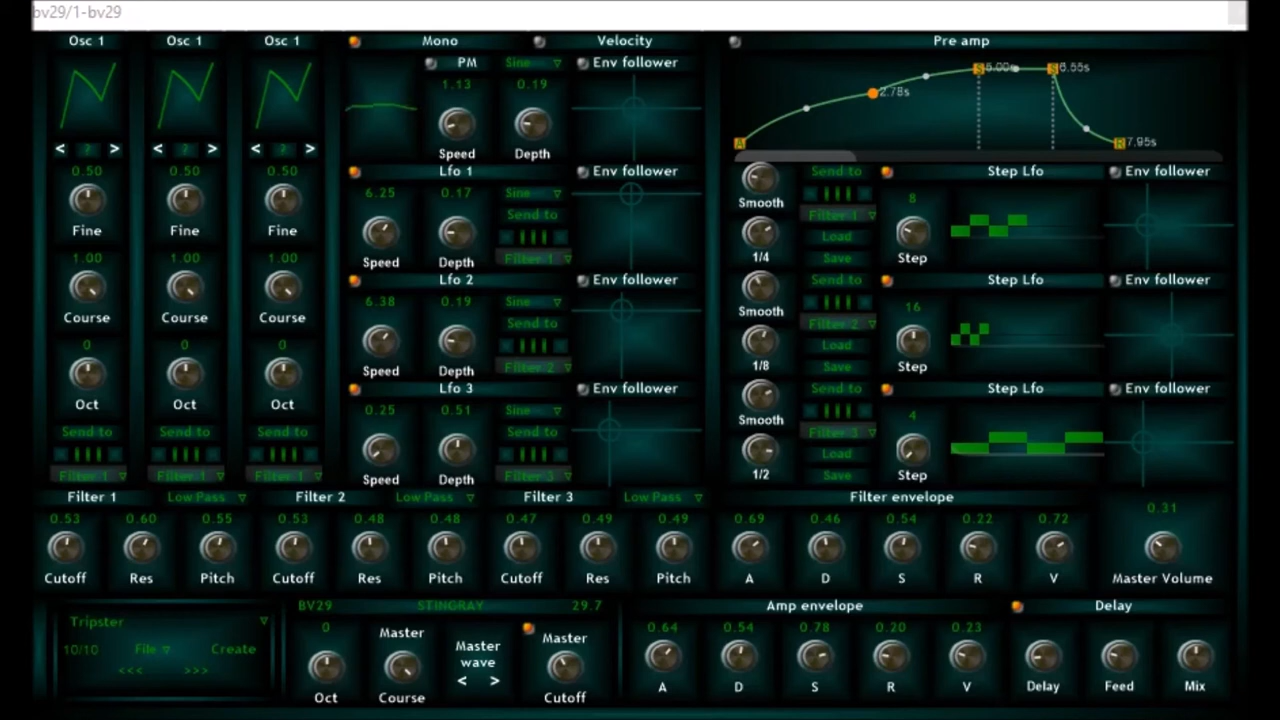 bv29/1-bv29
Osc 1 Osc 1 Osc 1 Mono Velocity Pre amp
PM Sine Env follower
5.00s 6.55s
1.13 0.19
2.78s
A R 7.95s
< ? > < ? > < ? > Speed Depth
0.50 0.50 0.50 Lfo 1 Env follower Send to Step Lfo Env follower
6.25 0.17 Sine Smooth 8
Send to Filter 1
Fine Fine Fine Load
1.00 1.00 1.00 Speed Depth Filter 1 1/4 Save Step
Lfo 2 Env follower Send to Step Lfo Env follower
6.38 0.19 Sine Smooth 16
Course Course Course Send to Filter 2
0 0 0 Load
Speed Depth Filter 2 1/8 Save Step
Lfo 3 Env follower Send to Step Lfo Env follower
Oct Oct Oct 0.25 0.51 Sine Smooth 4
Send to Send to Send to Send to Filter 3
Load
Filter 1 Filter 1 Filter 1 Speed Depth Filter 3 1/2 Save Step
Filter 1 Low Pass Filter 2 Low Pass Filter 3 Low Pass Filter envelope
0.31
0.53 0.60 0.55 0.53 0.48 0.48 0.47 0.49 0.49 0.69 0.46 0.54 0.22 0.72
Cutoff Res Pitch Cutoff Res Pitch Cutoff Res Pitch A D S R V Master Volume
BV29 STINGRAY 29.7 Amp envelope Delay
Tripster 0 Master Master 0.64 0.54 0.78 0.20 0.23
10/10 File Create Master wave
<<< >>> < >
Oct Course Cutoff A D S R V Delay Feed Mix